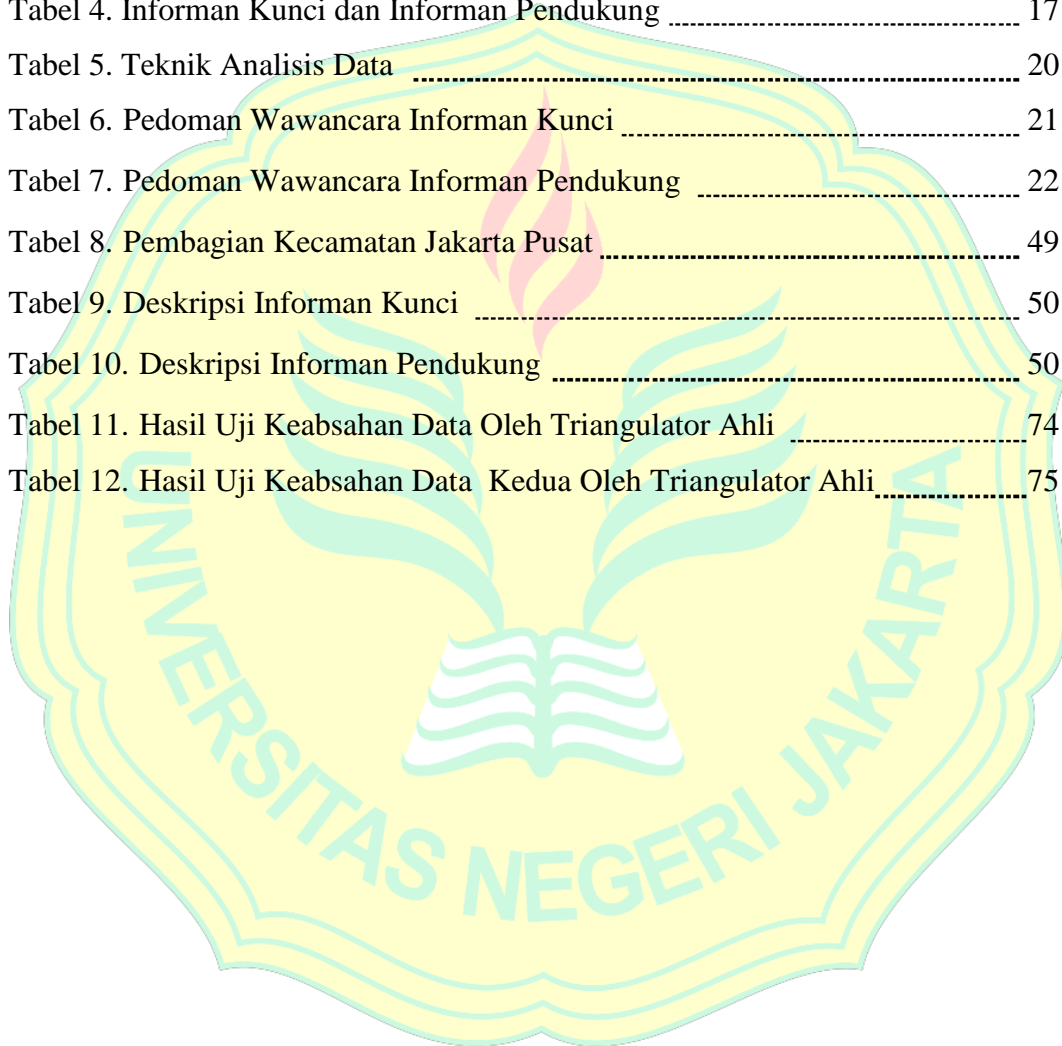 Tabel 4. Informan Kunci dan Informan Pendukung 17
Tabel 5. Teknik Analisis Data 20
Tabel 6. Pedoman Wawancara Informan Kunci 21
Tabel 7. Pedoman Wawancara Informan Pendukung 22
Tabel 8. Pembagian Kecamatan Jakarta Pusat 49
Tabel 9. Deskripsi Informan Kunci 50
Tabel 10. Deskripsi Informan Pendukung 50
Tabel 11. Hasil Uji Keabsahan Data Oleh Triangulator Ahli 74
Tabel 12. Hasil Uji Keabsahan Data Kedua Oleh Triangulator Ahli 75
UNIVERSITAS NEGERI JAKARTA